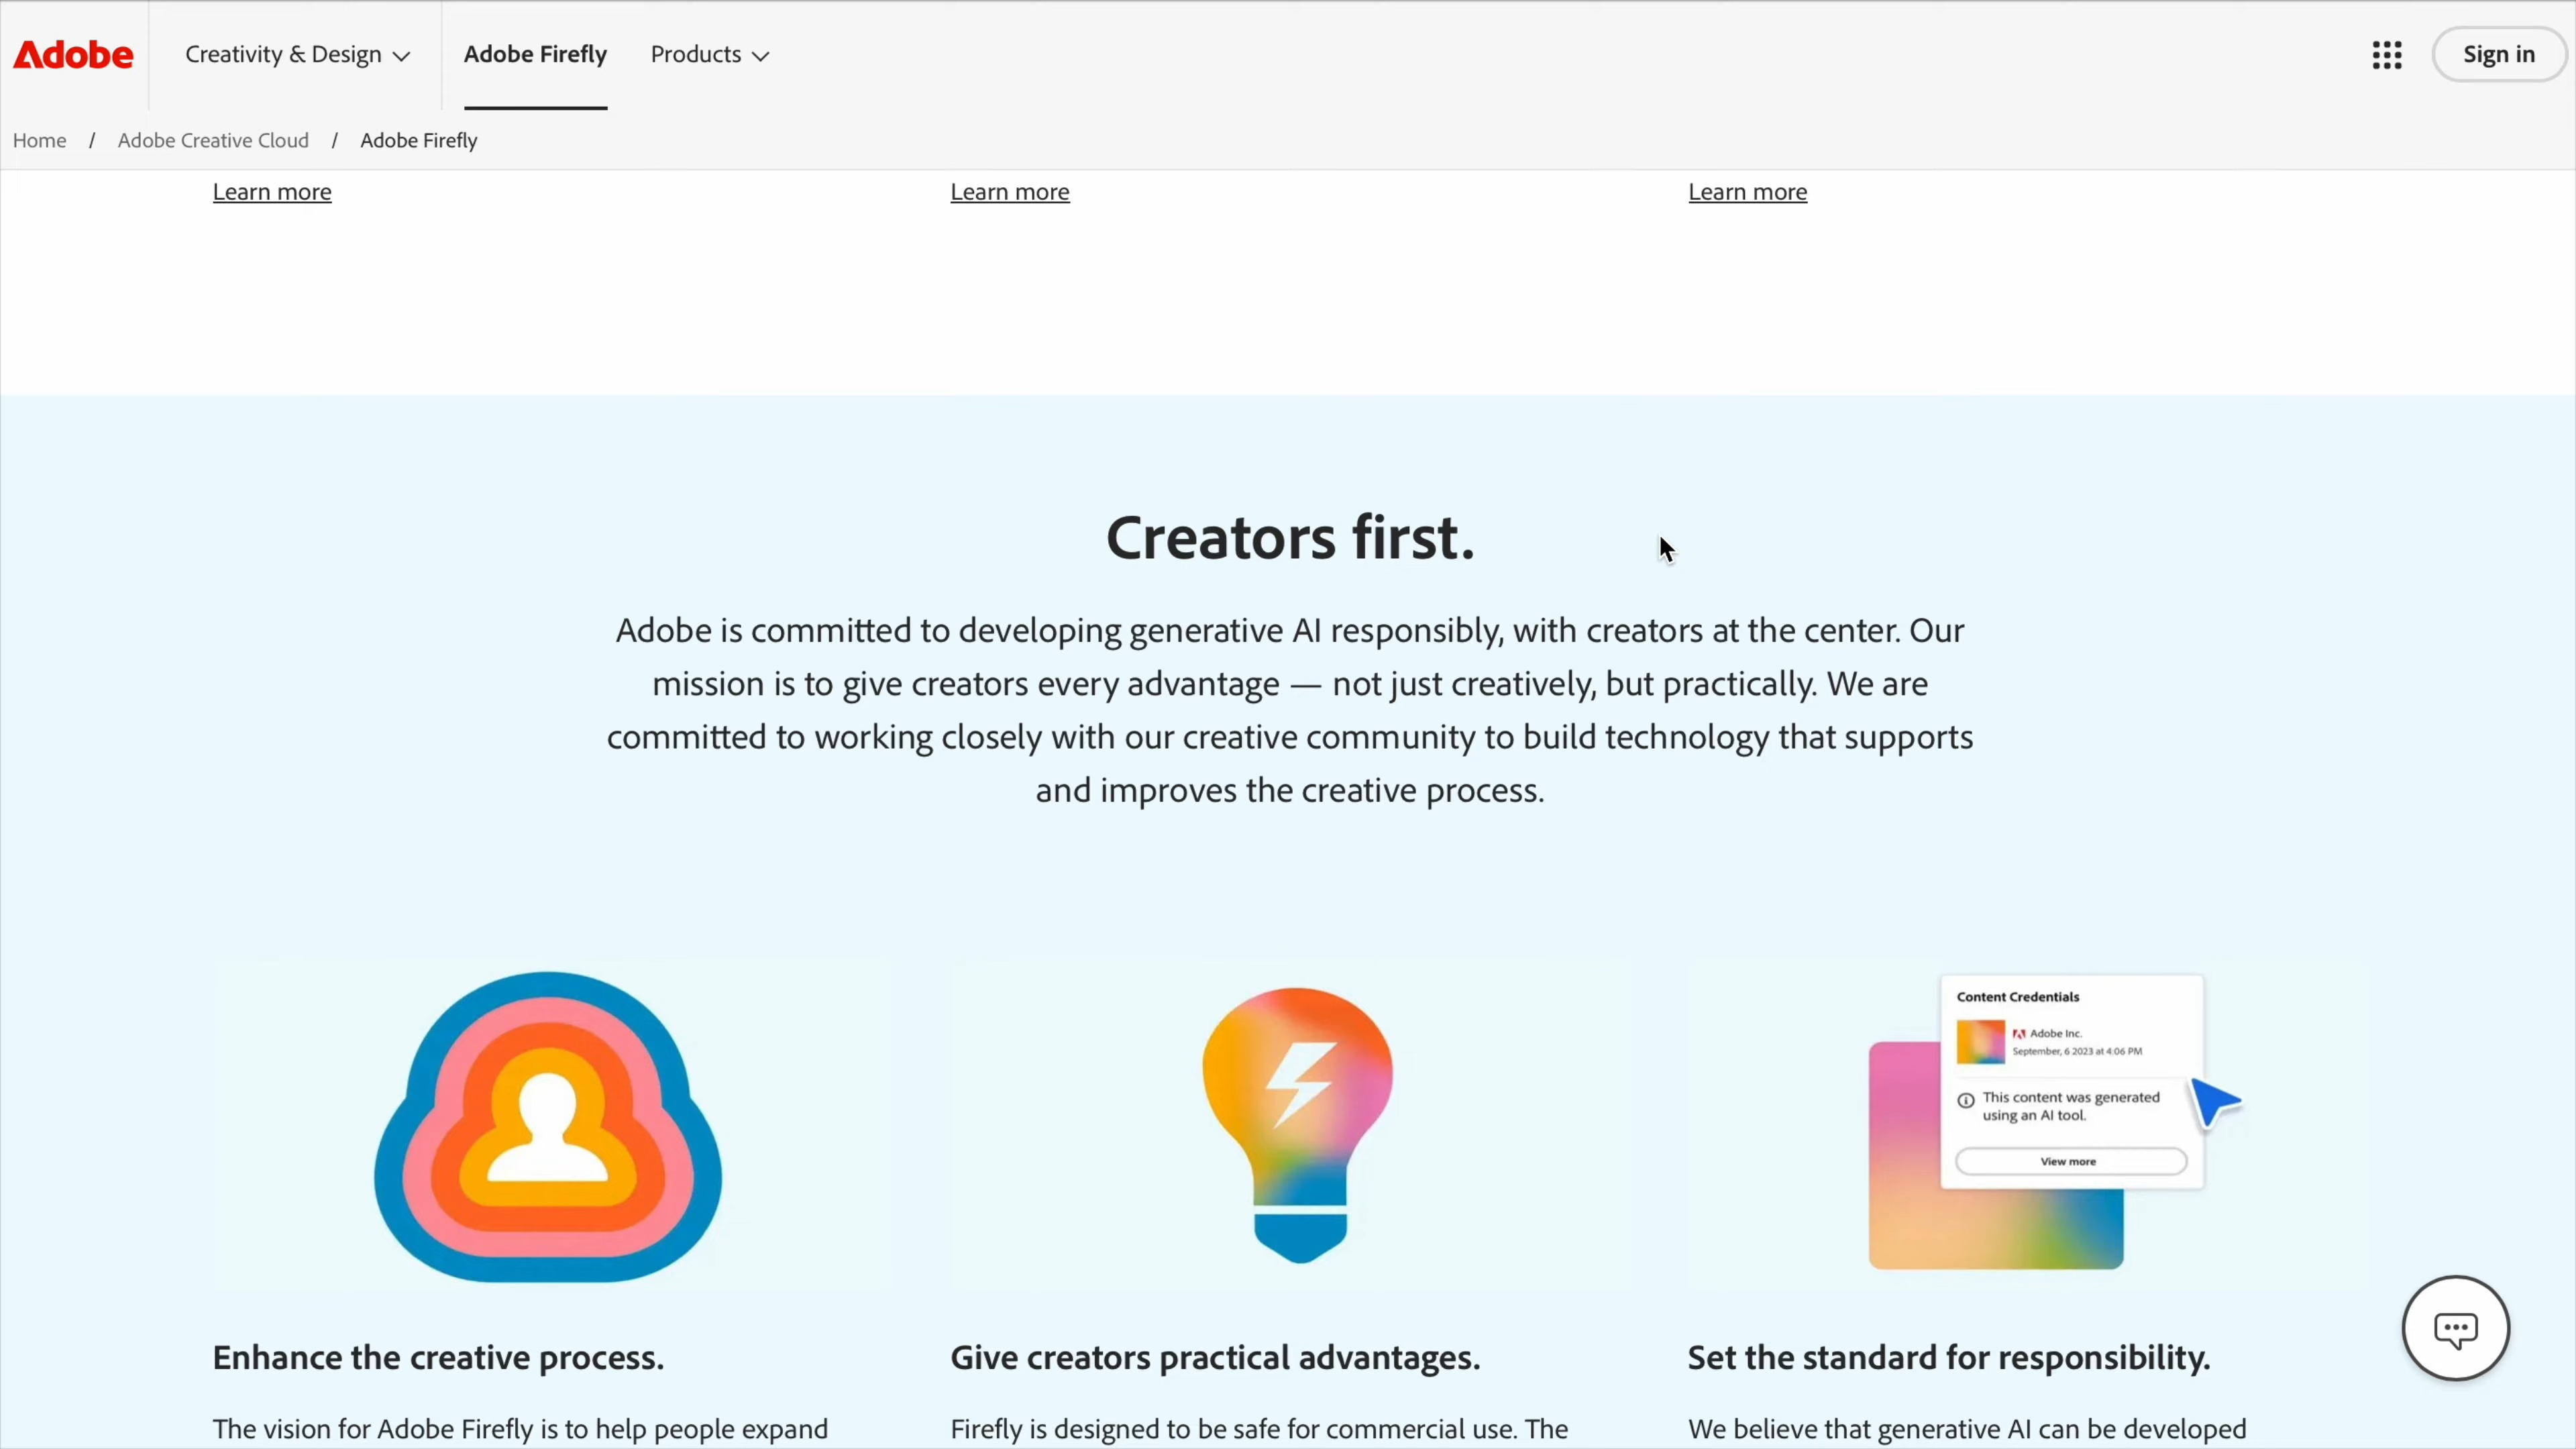 Adobe
Creativity & Design
Adobe Firefly
Products
Sign in
Home / Adobe Creative Cloud / Adobe Firefly
Learn more
Learn more
Learn more
Creators first.
Adobe is committed to developing generative AI responsibly, with creators at the center. Our
mission is to give creators every advantage — not just creatively, but practically. We are
committed to working closely with our creative community to build technology that supports
and improves the creative process.
Content Credentials
Adobe Inc.
September, 6 2023 at 4:06 PM
This content was generated
using an AI tool.
View more
Enhance the creative process.
The vision for Adobe Firefly is to help people expand
Give creators practical advantages.
Firefly is designed to be safe for commercial use. The
Set the standard for responsibility.
We believe that generative AI can be developed